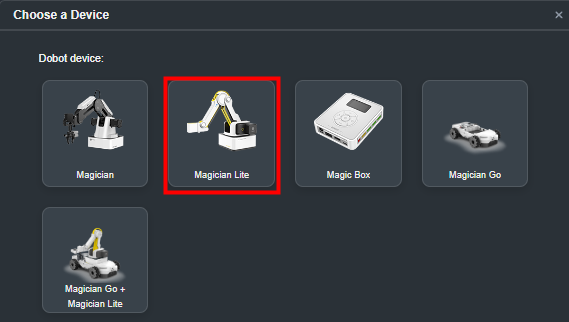 Choose a Device
×
Dobot device:
Magician
Magician Lite
Magic Box
Magician Go
Magician Go +
Magician Lite